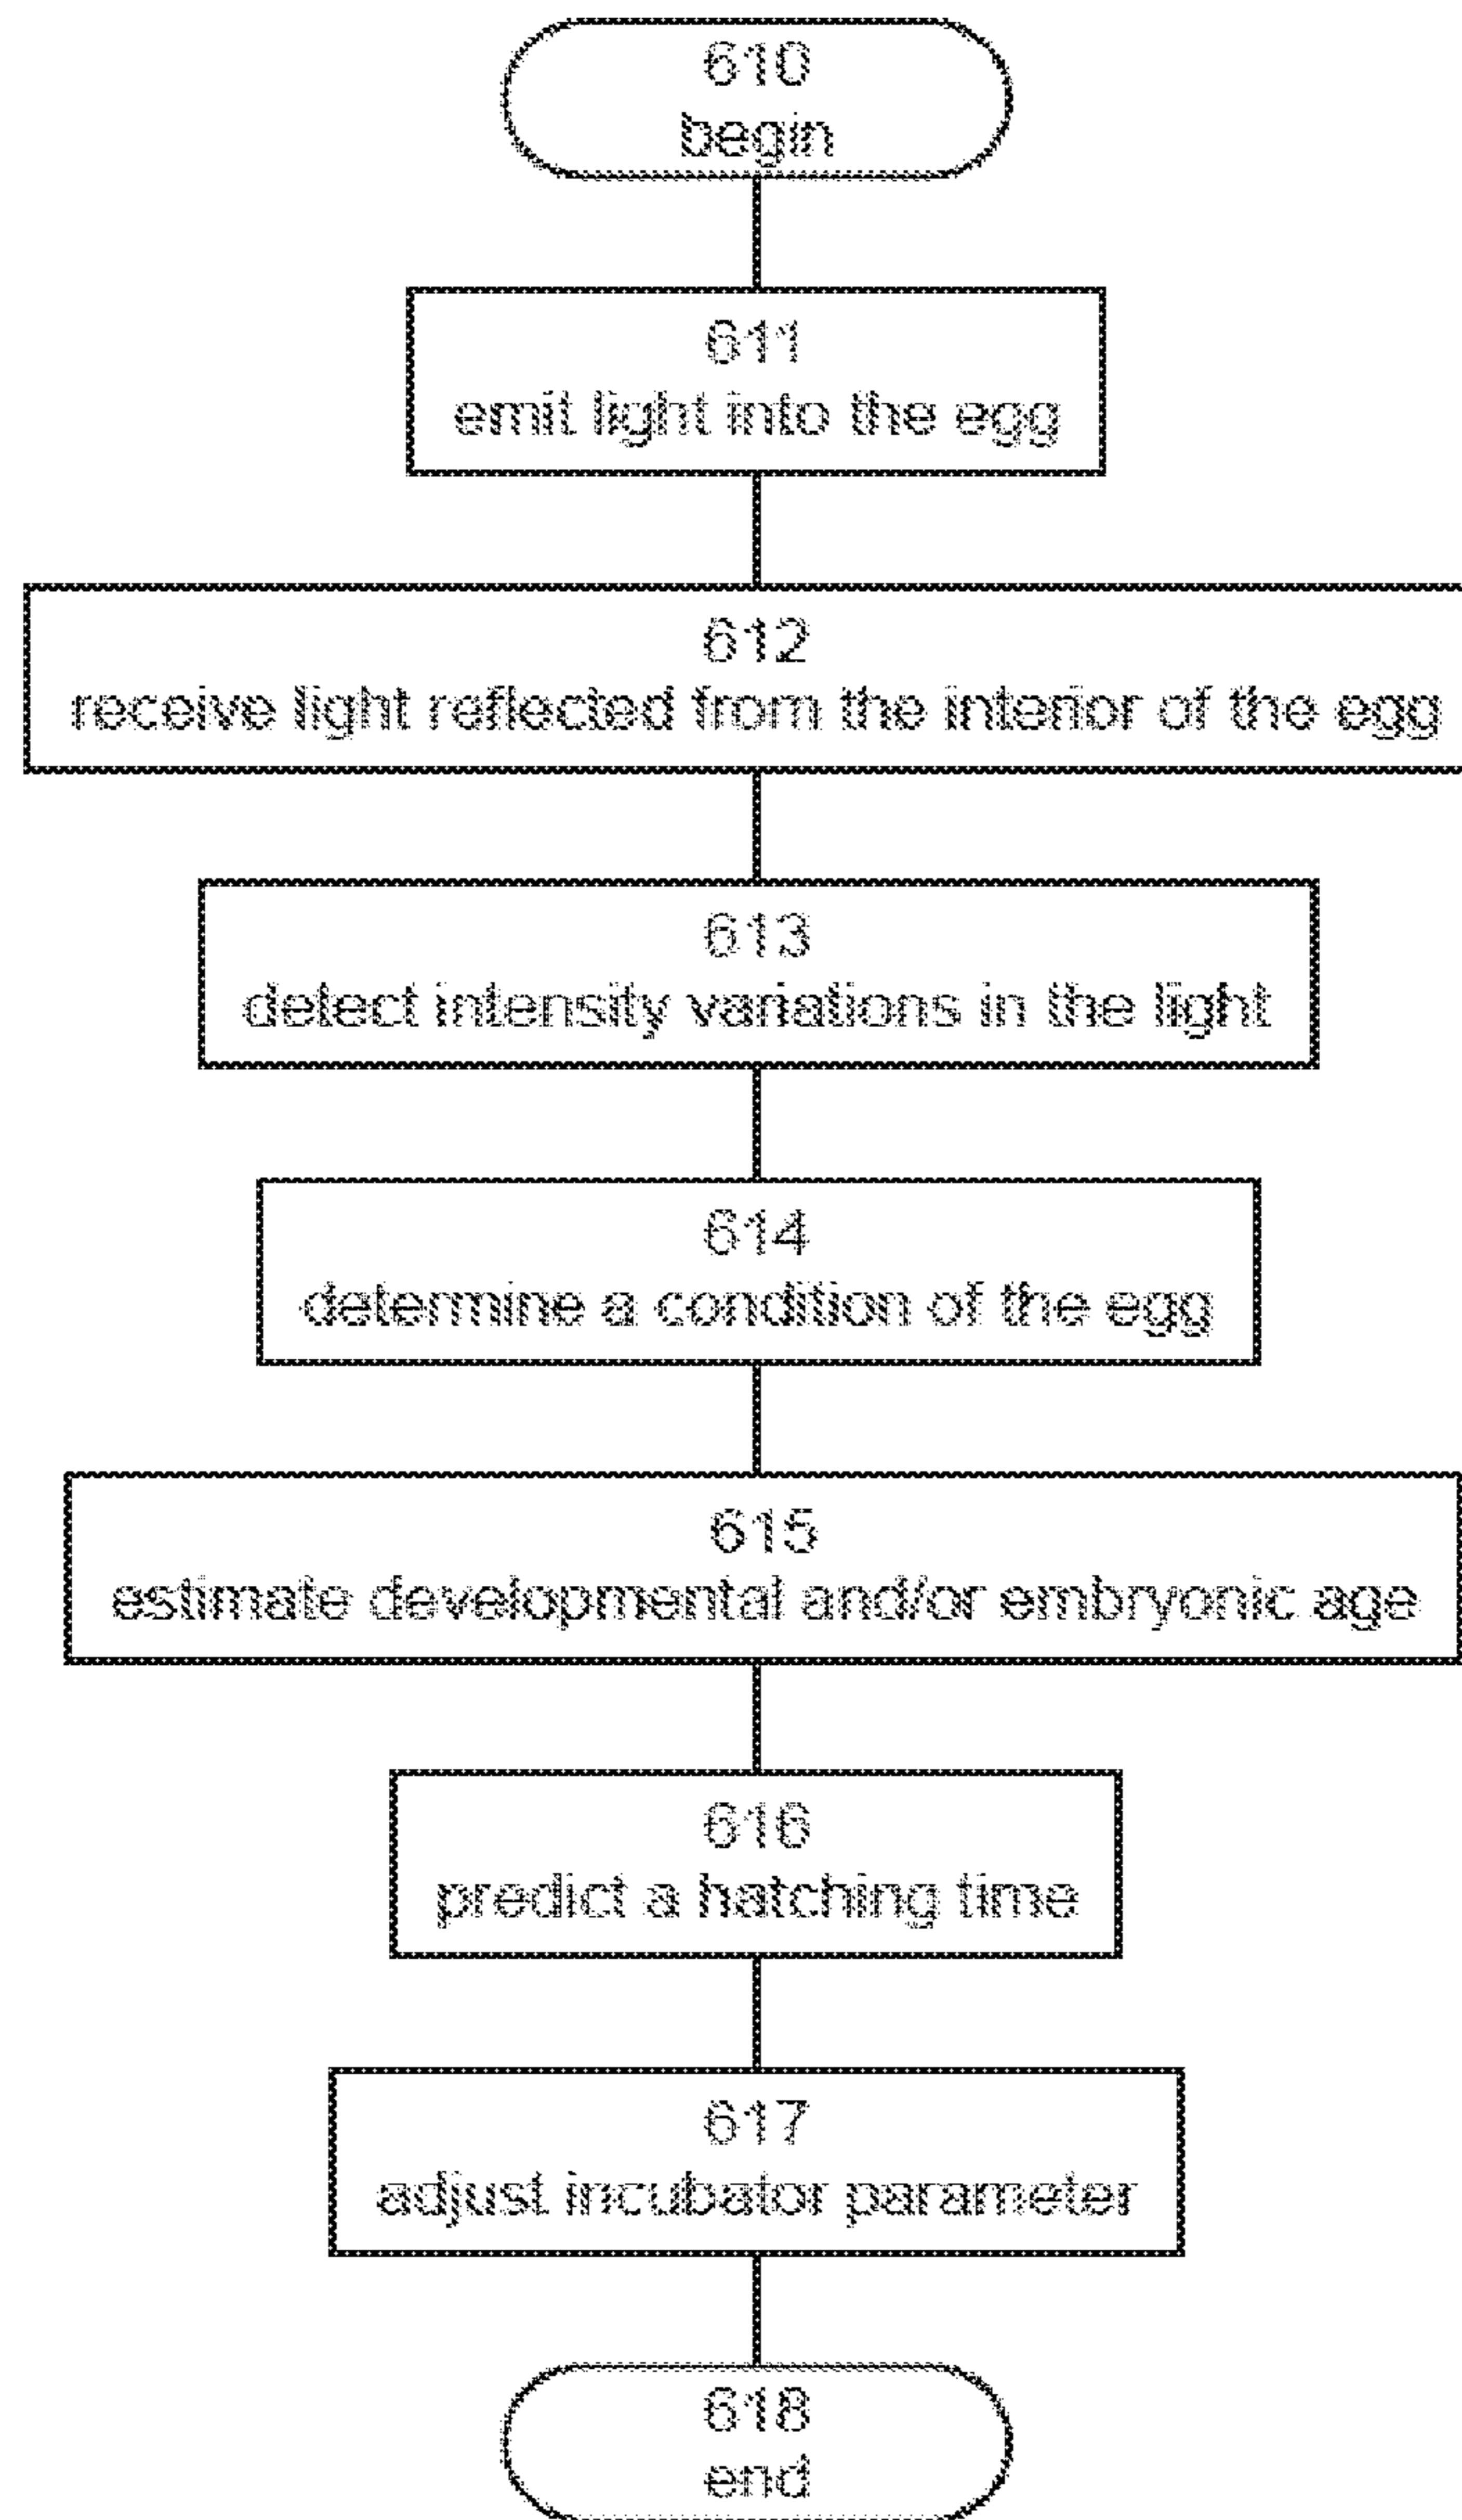 610
begin
611
emit light into the egg
612
receive light reflected from the interior of the egg
613
detect intensity variations in the light
614
determine a condition of the egg
615
estimate developmental and/or embryonic age
616
predict a hatching time
617
adjust incubator parameter
618
end